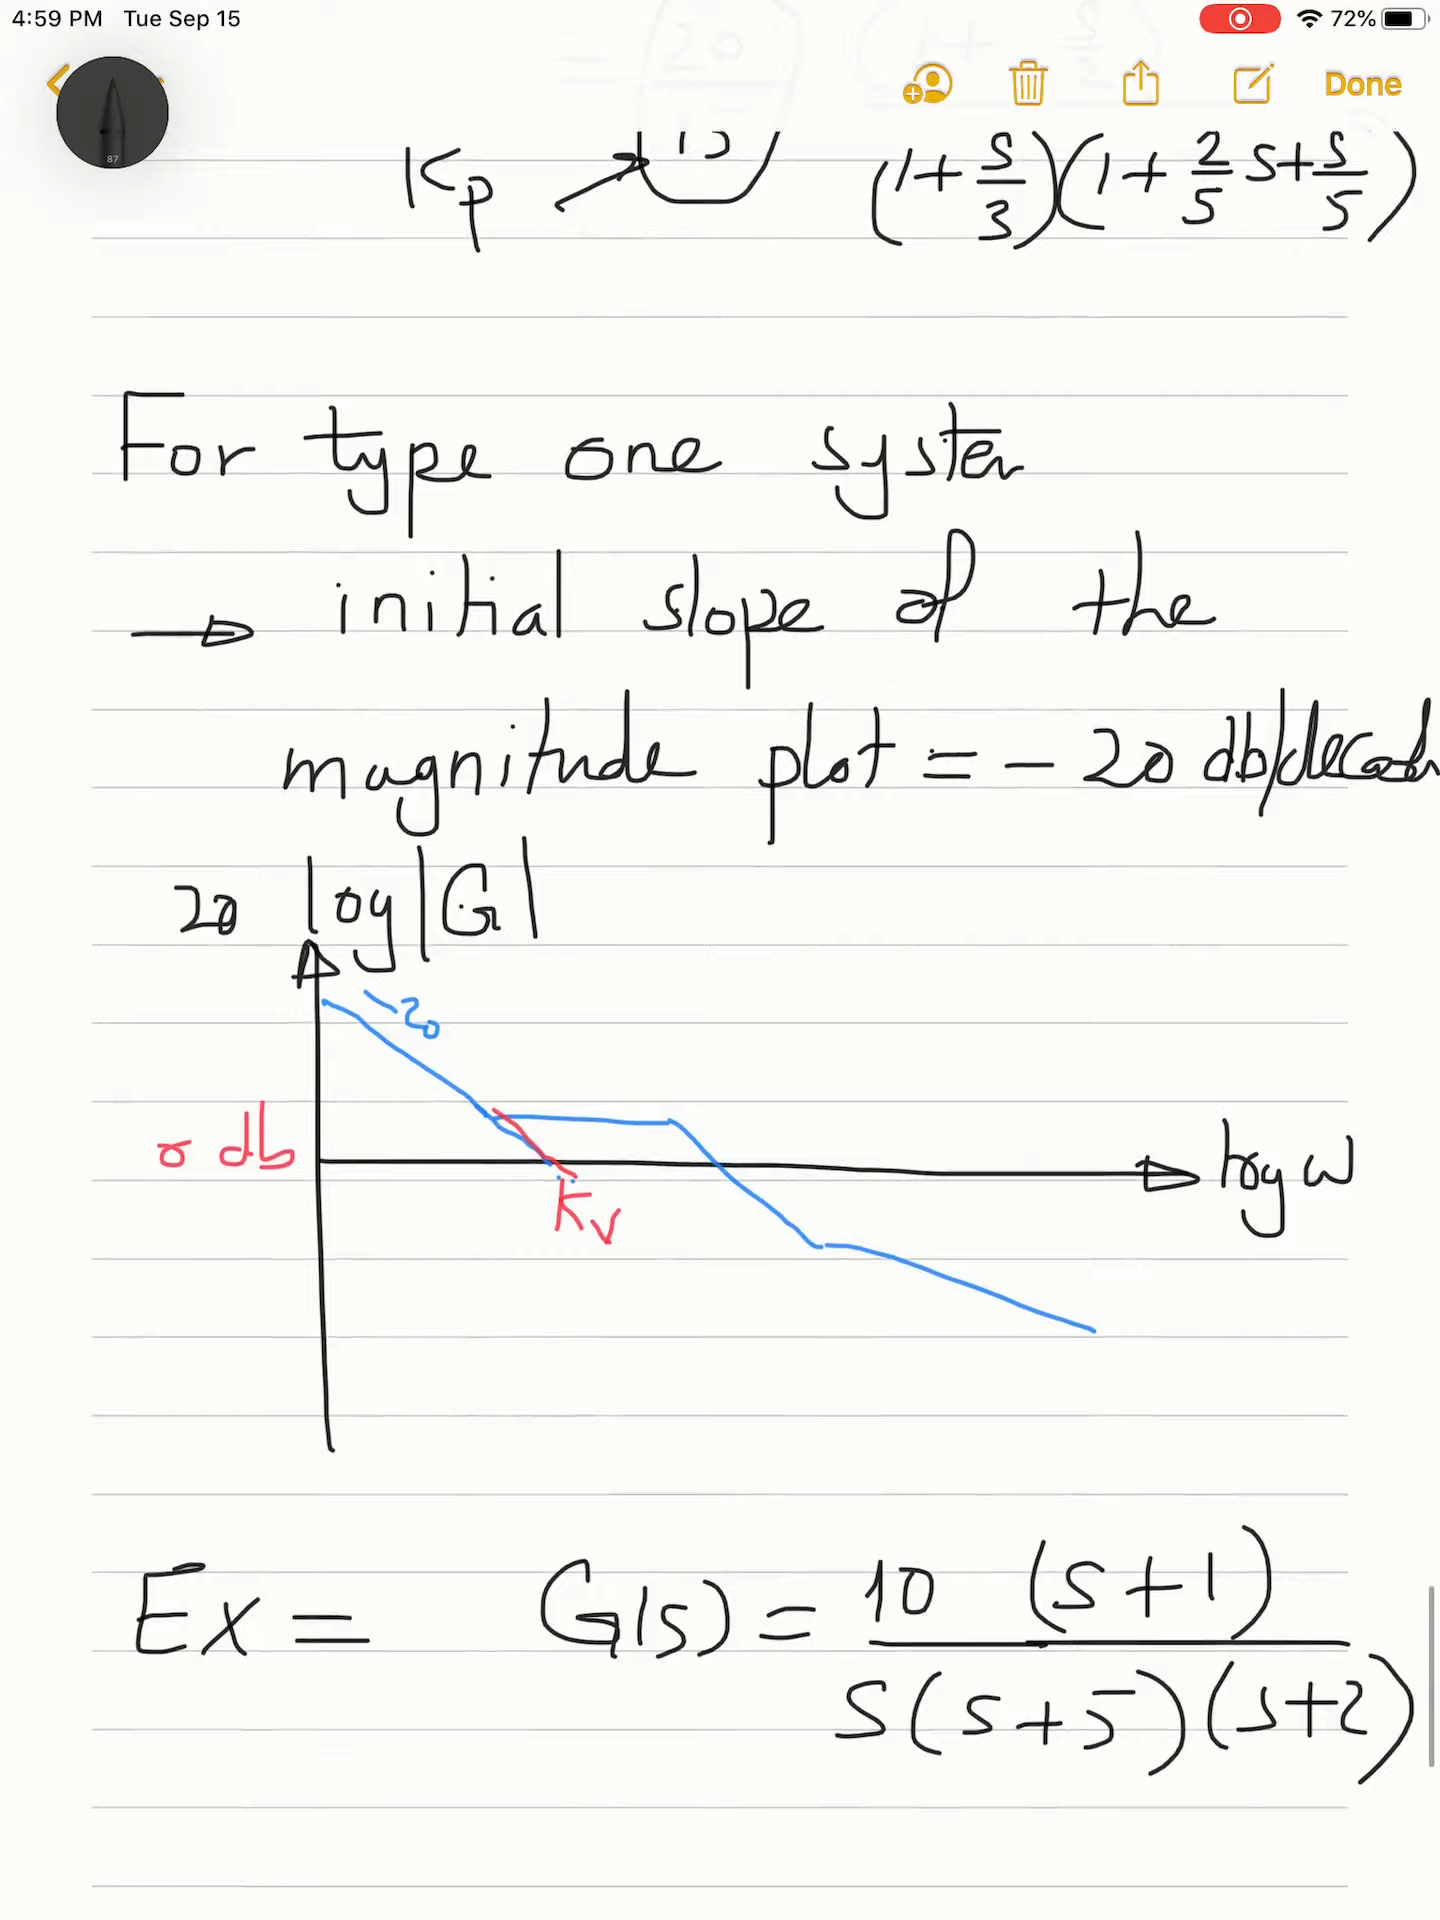 4:59 PM Tue Sep 15 72%
Done
87
Kp (1+ s/3)(1+ 2/5 s+ s/5)
For type one system
initial slope of the
magnitude plot = - 20 db/decade
20 log|G|
-20
0 db
log w
Kv
Ex = G(s) = 10 (s+1)
s(s+5)(s+2)